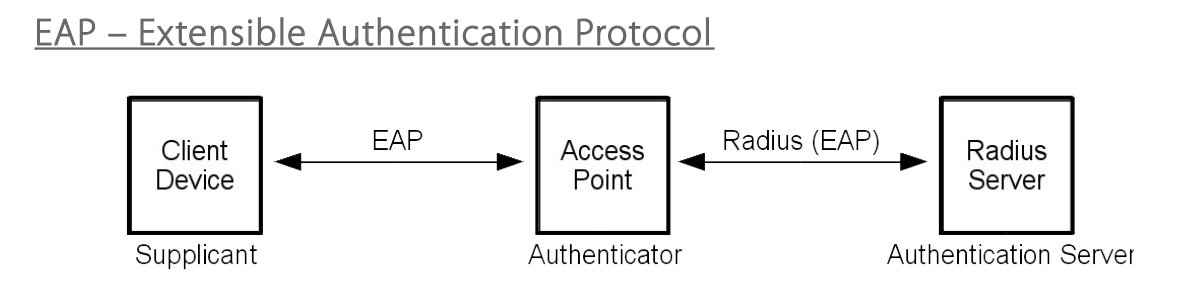 EAP – Extensible Authentication Protocol
Client
Device
Supplicant
EAP
Access
Point
Authenticator
Radius (EAP)
Radius
Server
Authentication Server